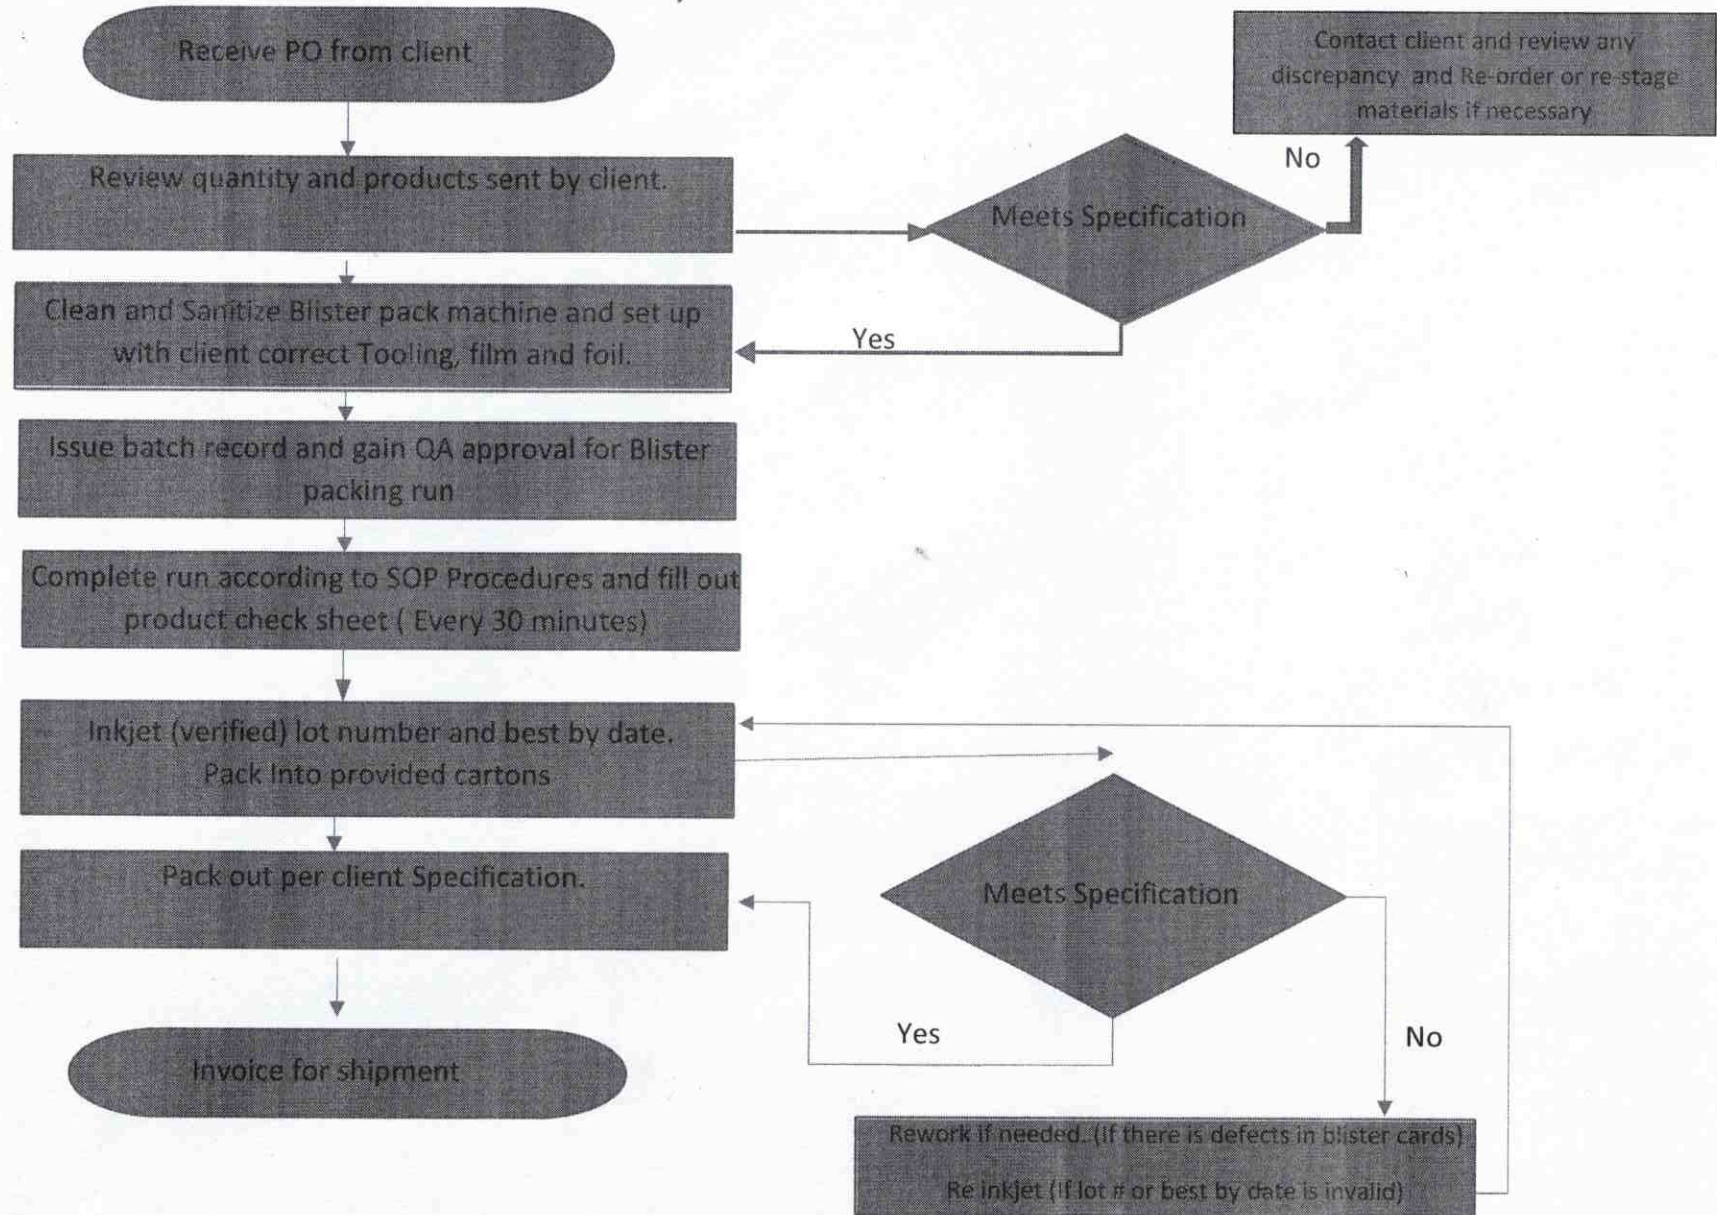 Receive PO from client
Contact client and review any
discrepancy and Re-order or re-stage
materials if necessary
No
Review quantity and products sent by client.
Meets Specification
Clean and Sanitize Blister pack machine and set up
with client correct Tooling, film and foil.
Yes
Issue batch record and gain QA approval for Blister
packing run
Complete run according to SOP Procedures and fill out
product check sheet ( Every 30 minutes)
Inkjet (verified) lot number and best by date.
Pack Into provided cartons
Pack out per client Specification.
Meets Specification
Yes
No
Invoice for shipment
Rework if needed. (If there is defects in blister cards)
Re inkjet (If lot # or best by date is invalid)